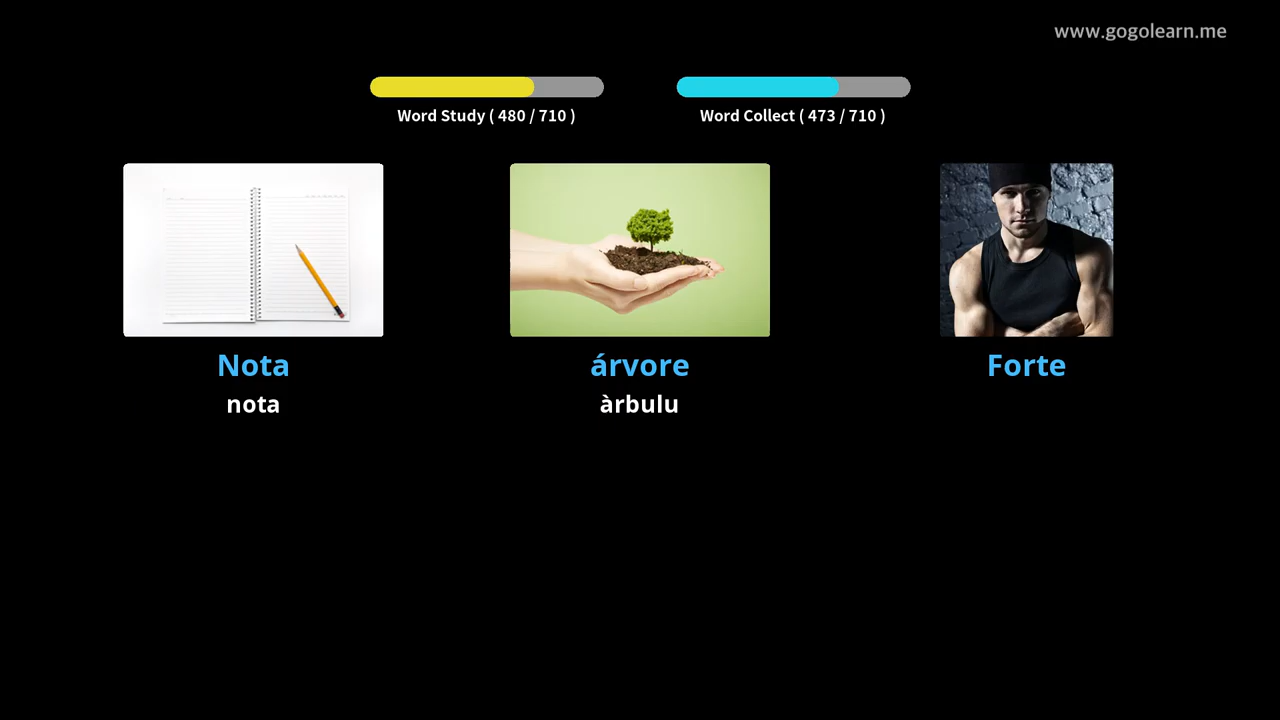 www.gogolearn.me
Word Study ( 480 / 710 )
Word Collect ( 473 / 710 )
Nota
nota
árvore
àrbulu
Forte